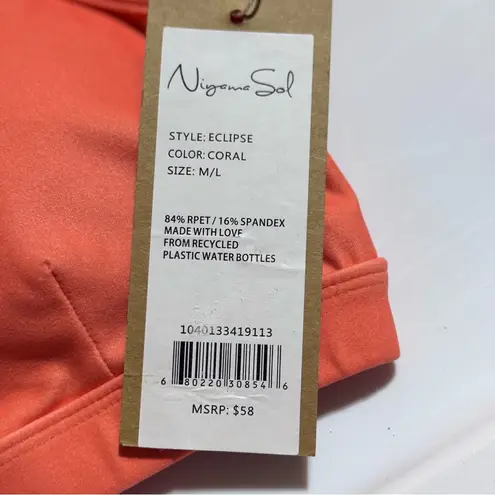 Niyama Sol
STYLE: ECLIPSE
COLOR: CORAL
SIZE: M/L
84% RPET / 16% SPANDEX
MADE WITH LOVE
FROM RECYCLED
PLASTIC WATER BOTTLES
1040133419113
6 80220 30854 6
MSRP: $58